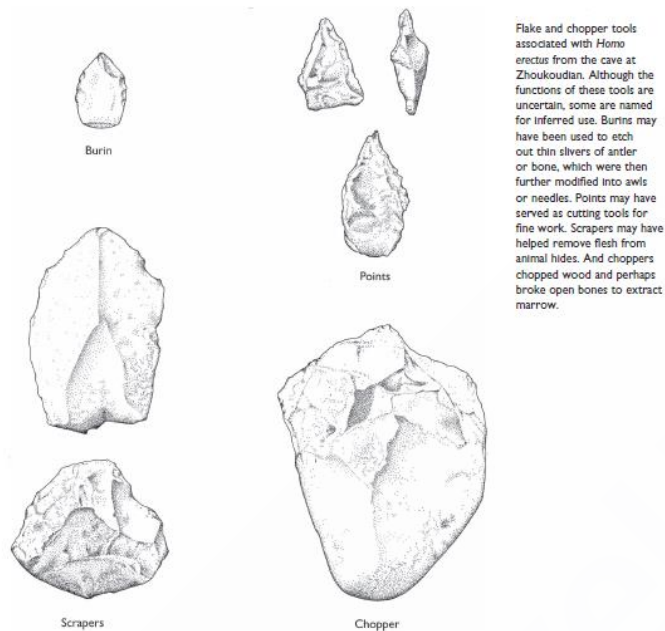 Burin
Points
Scrapers
Chopper
Flake and chopper tools
associated with Homo
erectus from the cave at
Zhoukoudian. Although the
functions of these tools are
uncertain, some are named
for inferred use. Burins may
have been used to etch
out thin slivers of antler
or bone, which were then
further modified into awls
or needles. Points may have
served as cutting tools for
fine work. Scrapers may have
helped remove flesh from
animal hides. And choppers
chopped wood and perhaps
broke open bones to extract
marrow.